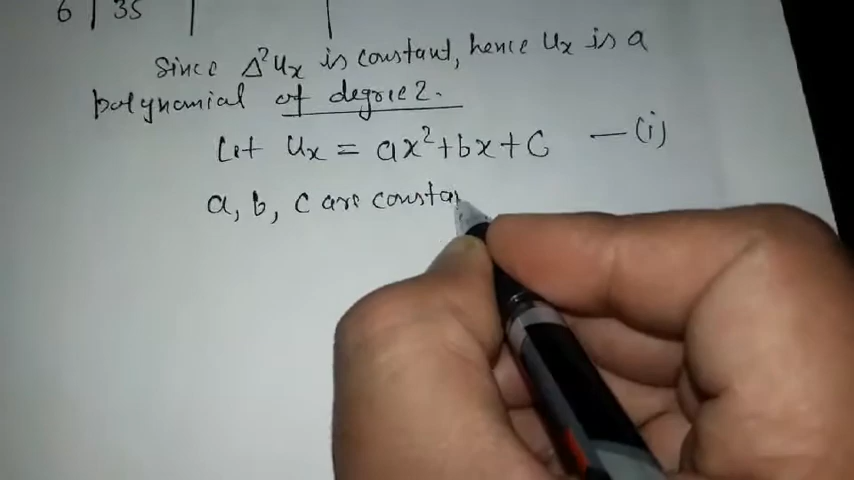 6 | 35 |
Since Δ²Ux is constant, hence Ux is a
polynomial of degree 2.
Let Ux = ax²+bx+C — (i)
a, b, c are consta